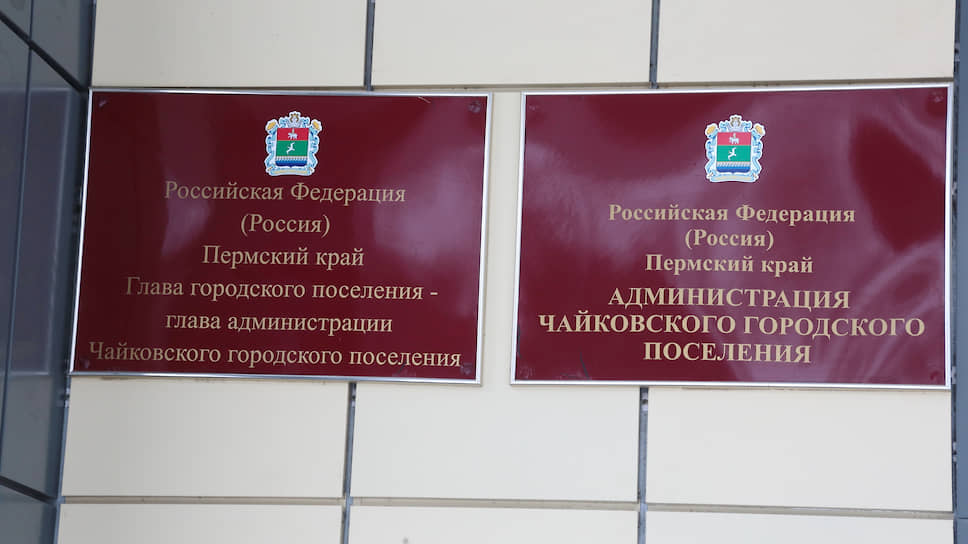 Российская Федерация
(Россия)
Пермский край
Глава городского поселения -
глава администрации
Чайковского городского поселения
Российская Федерация
(Россия)
Пермский край
АДМИНИСТРАЦИЯ
ЧАЙКОВСКОГО ГОРОДСКОГО
ПОСЕЛЕНИЯ